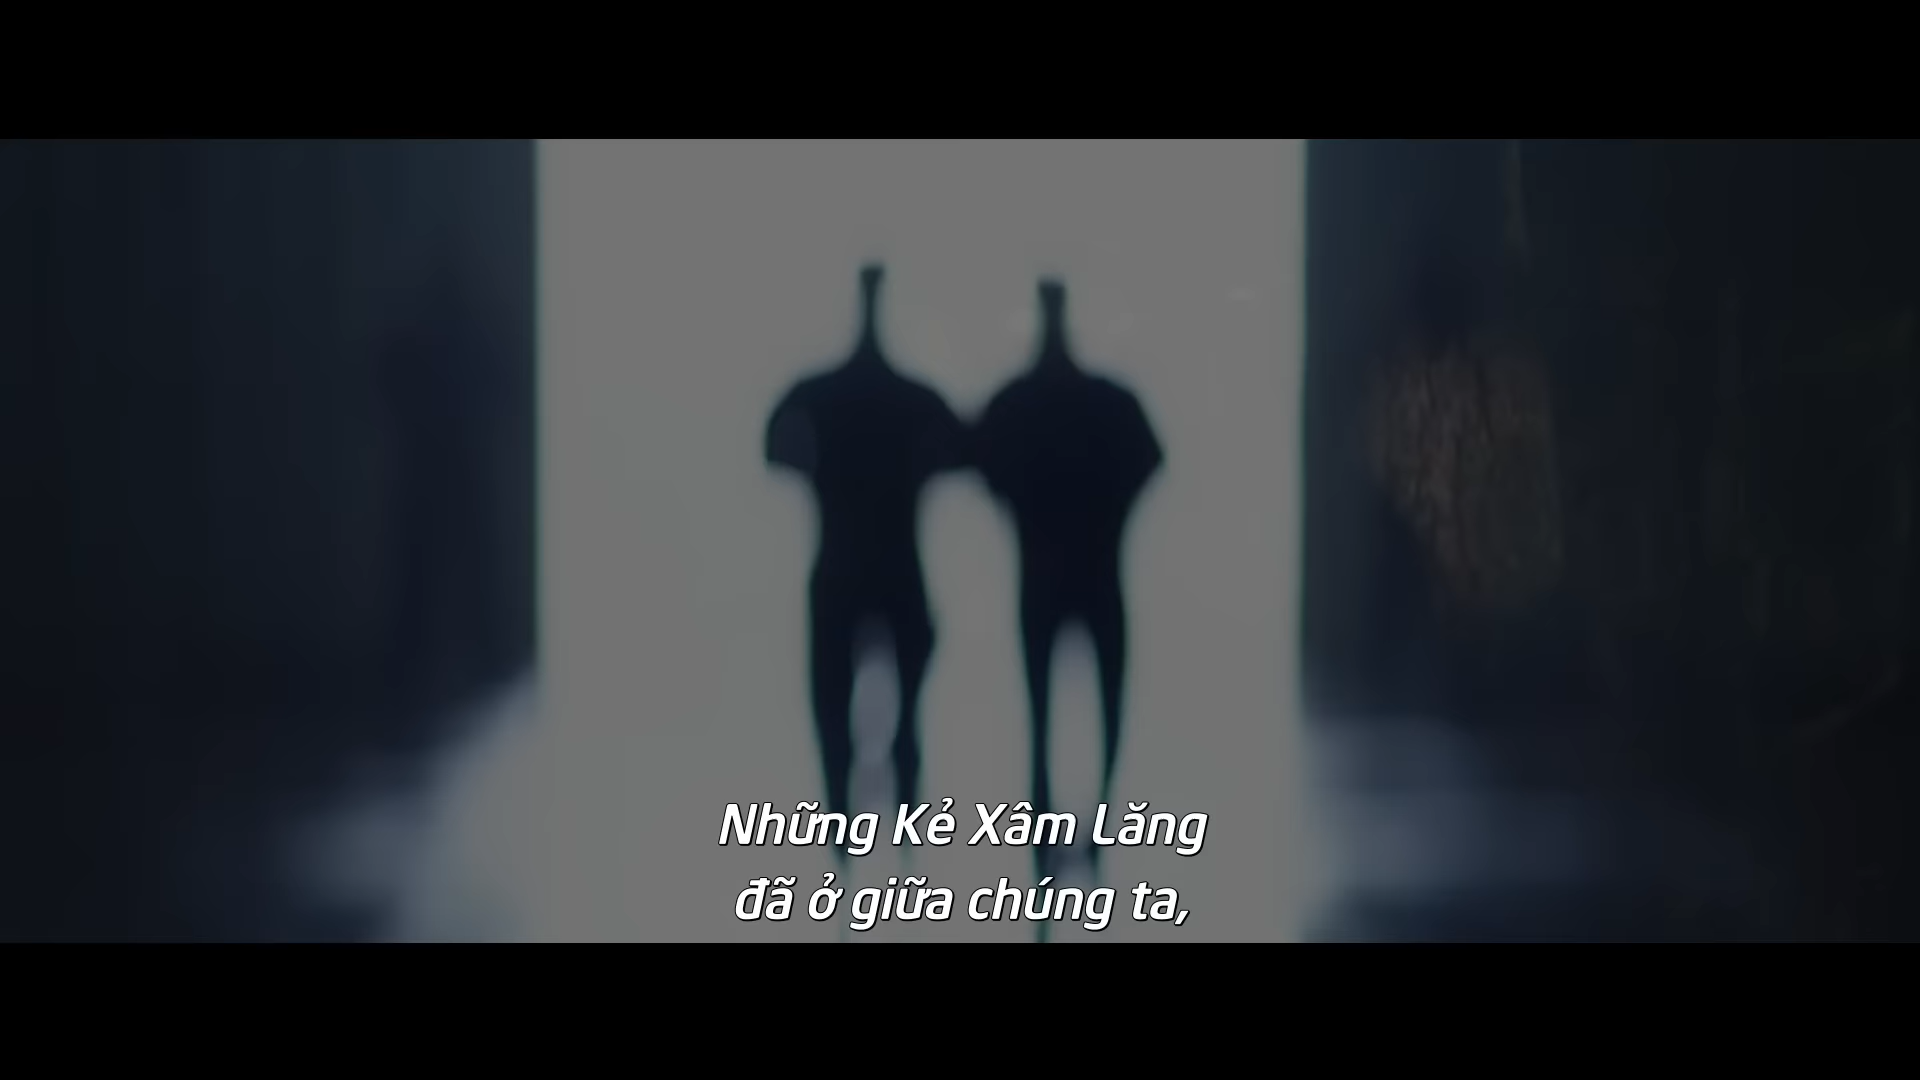 Những Kẻ Xâm Lăng
đã ở giữa chúng ta,